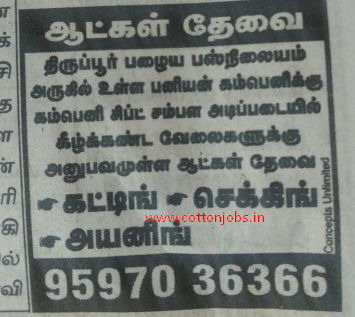 ஆட்கள் தேவை
திருப்பூர் பழைய பஸ்நிலையம்
அருகில் உள்ள பனியன் கம்பெனிக்கு
கம்பெனி சிப்ட் சம்பள அடிப்படையில்
கீழ்க்கண்ட வேலைகளுக்கு
அனுபவமுள்ள ஆட்கள் தேவை
☛கட்டிங் ☛செக்கிங்
www.cottonjobs.in
☛அயனிங்
Concepts Unlimited
95970 36366